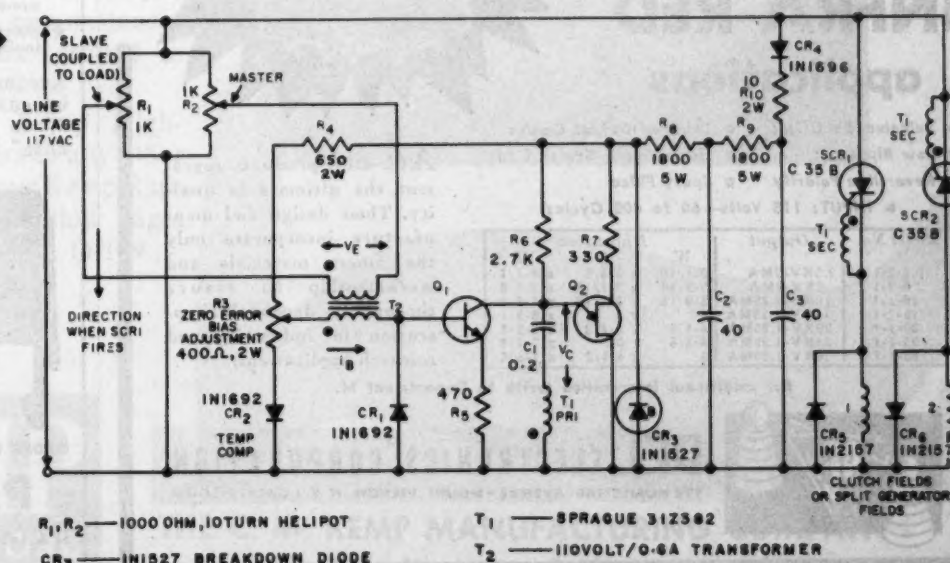 SLAVE
COUPLED
TO LOAD)
LINE
VOLTAGE
117 VAC
R1
1K
1K
R2
MASTER
R4
650
2W
VE
T2
DIRECTION
WHEN SCR1
FIRES
R3
ZERO ERROR
BIAS
ADJUSTMENT
400Ω, 2W
IB
1N1692
CR2
TEMP
COMP.
CR1
1N1692
Q1
470
R5
R6
2.7K
R7
330
Q2
C1
0.2
VC
T1
PRI
CR3
1N1527
R8
1800
5 W
R9
1800
5 W
CR4
1N1696
10
R10
2W
C2
40
C3
40
SCR1
C 35 B
T1
SEC
T1
SEC
SCR2
C 35 B
CR5
1N2157
1
CR6
1N2157
2
CLUTCH FIELDS
OR SPLIT GENERATOR
FIELDS
R1, R2 — 1000 OHM, 10TURN HELIPOT
T1 — SPRAGUE 31Z382
CR3 — 1N1527 BREAKDOWN DIODE
T2 — 110VOLT/0.6A TRANSFORMER